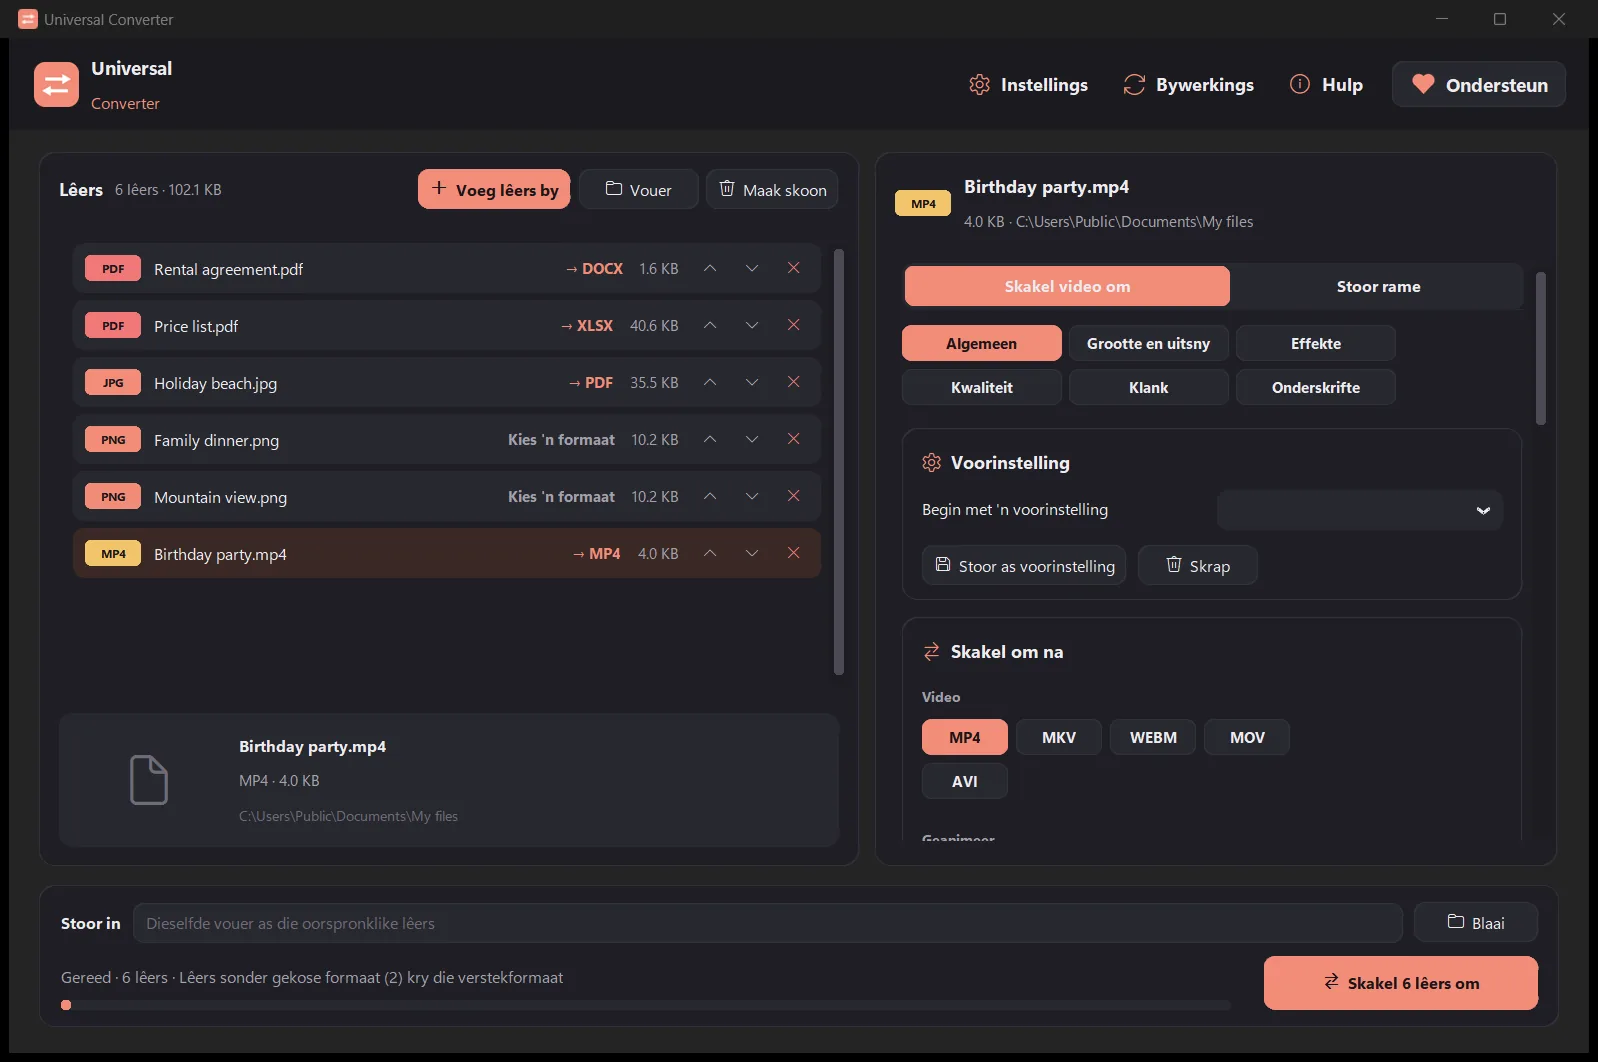 Universal Converter
Universal
Converter
Instellings
Bywerkings
Hulp
Ondersteun
Lêers 6 lêers · 102.1 KB
Voeg lêers by
Vouer
Maak skoon
PDF Rental agreement.pdf → DOCX 1.6 KB
PDF Price list.pdf → XLSX 40.6 KB
JPG Holiday beach.jpg → PDF 35.5 KB
PNG Family dinner.png Kies 'n formaat 10.2 KB
PNG Mountain view.png Kies 'n formaat 10.2 KB
MP4 Birthday party.mp4 → MP4 4.0 KB
Birthday party.mp4
MP4 · 4.0 KB
C:\Users\Public\Documents\My files
MP4
Birthday party.mp4
4.0 KB · C:\Users\Public\Documents\My files
Skakel video om
Stoor rame
Algemeen
Grootte en uitsny
Effekte
Kwaliteit
Klank
Onderskrifte
Voorinstelling
Begin met 'n voorinstelling
Stoor as voorinstelling
Skrap
Skakel om na
Video
MP4
MKV
WEBM
MOV
AVI
Geanimeer
Stoor in
Dieselfde vouer as die oorspronklike lêers
Blaai
Gereed · 6 lêers · Lêers sonder gekose formaat (2) kry die verstekformaat
Skakel 6 lêers om